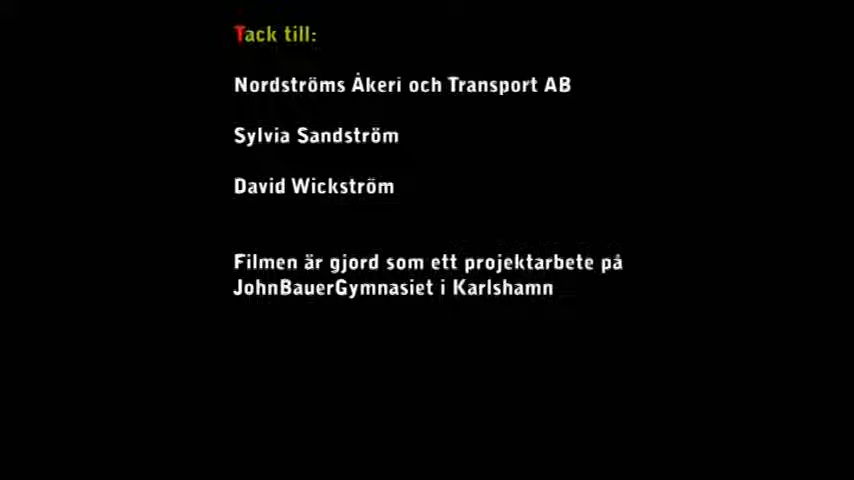 Tack till:
Nordströms Åkeri och Transport AB
Sylvia Sandström
David Wickström
Filmen är gjord som ett projektarbete på
JohnBauerGymnasiet i Karlshamn